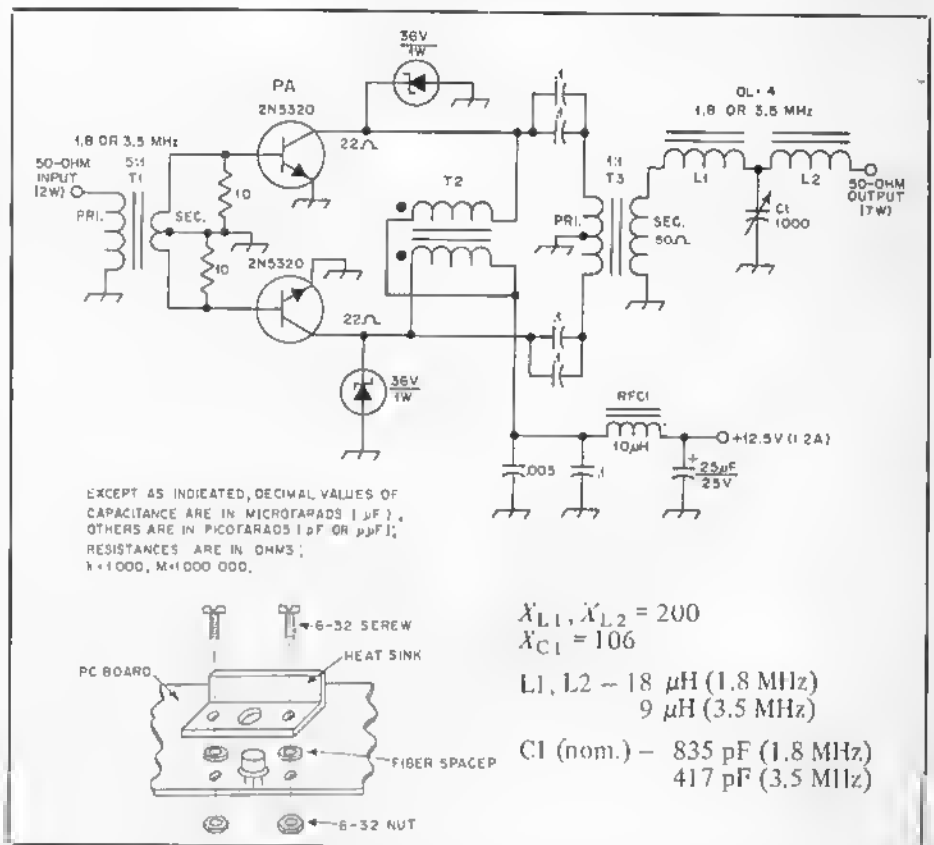 36V
1W
PA
2N5320
22Ω
QL=4
1.8 OR 3.5 MHz
1.8 OR 3.5 MHz
50-OHM
INPUT
(2W)
5:1
T1
PRI.
SEC.
10
10
2N5320
22Ω
T2
.1
.1
1:1
T3
PRI.
SEC.
50Ω
L1
L2
C1
1000
50-OHM
OUTPUT
(7W)
36V
1W
.1
.1
RFC1
10μH
+12.5V (1.2A)
.005
.1
+
25μF
25V
EXCEPT AS INDICATED, DECIMAL VALUES OF
CAPACITANCE ARE IN MICROFARADS (μF),
OTHERS ARE IN PICOFARADS (pF OR μμF);
RESISTANCES ARE IN OHMS;
k=1000, M=1000 000.
6-32 SCREW
PC BOARD
HEAT SINK
FIBER SPACER
6-32 NUT
XL1, XL2 = 200
XC1 = 106
L1, L2 – 18 μH (1.8 MHz)
9 μH (3.5 MHz)
C1 (nom.) – 835 pF (1.8 MHz)
417 pF (3.5 MHz)